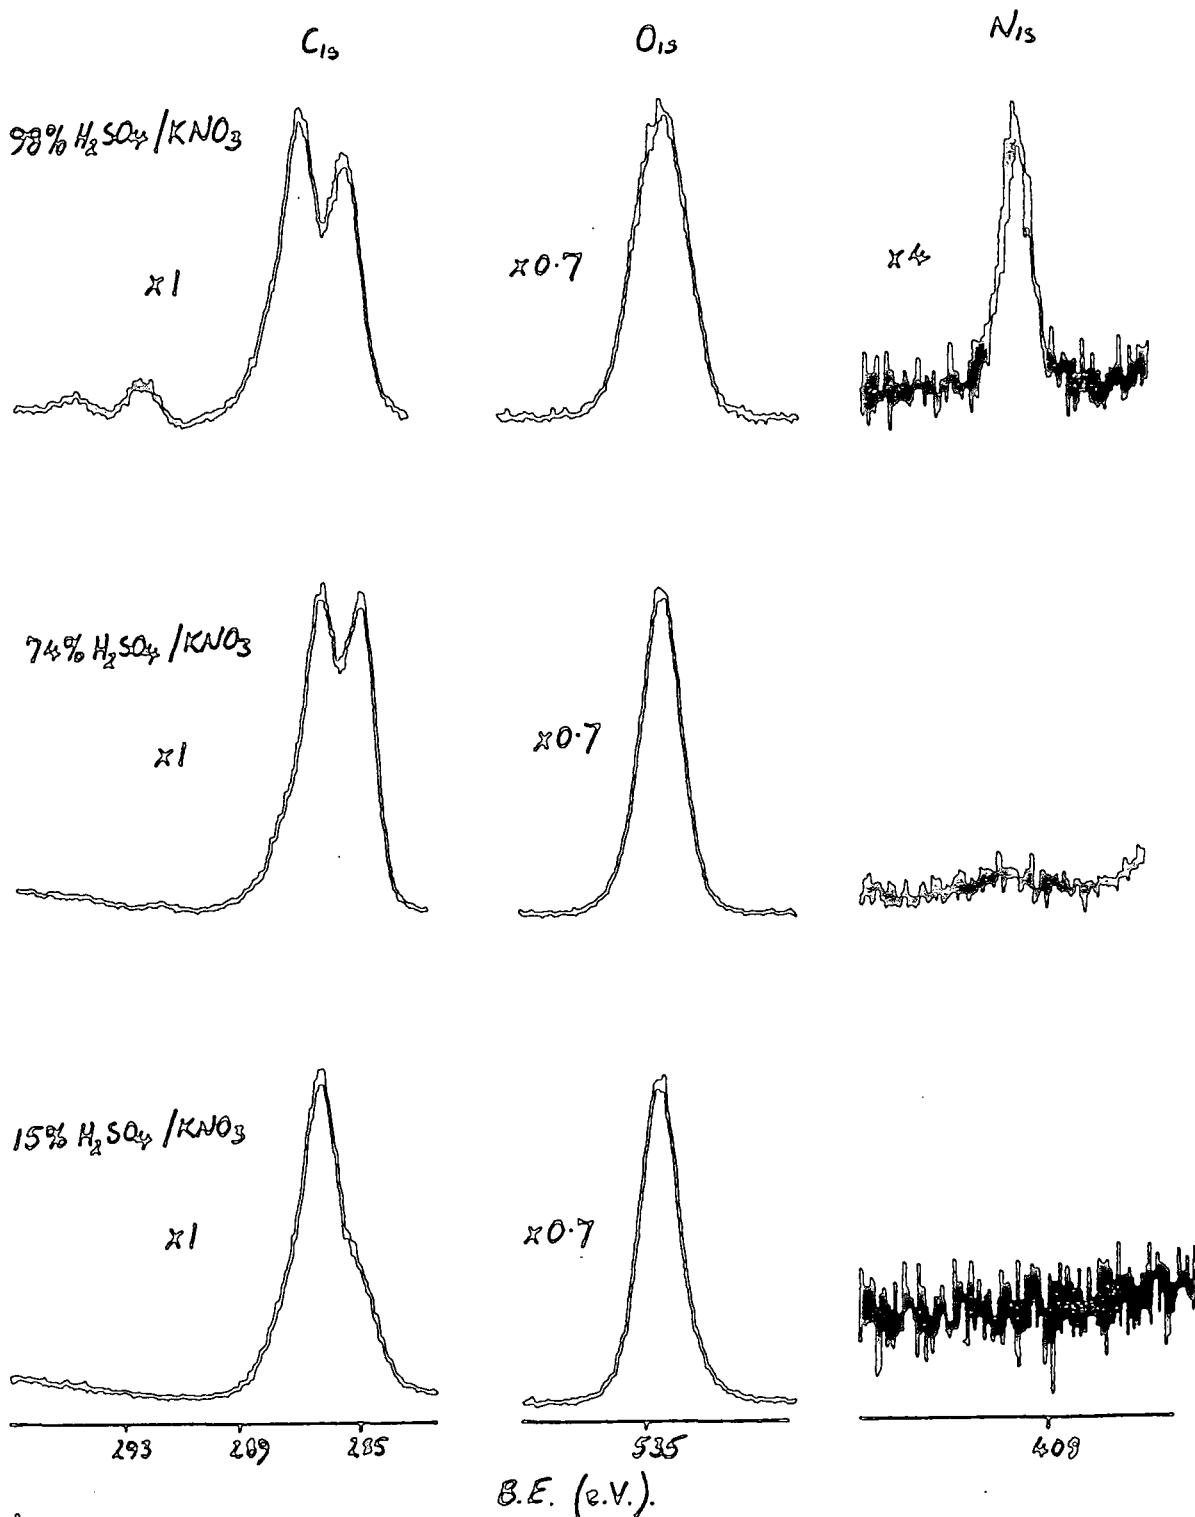 C1s O1s N1s
98% H2SO4/KNO3
x1 x0.7 x4
74% H2SO4/KNO3
x1 x0.7
15% H2SO4/KNO3
x1 x0.7
293 289 285 535 408
B.E. (e.V.).